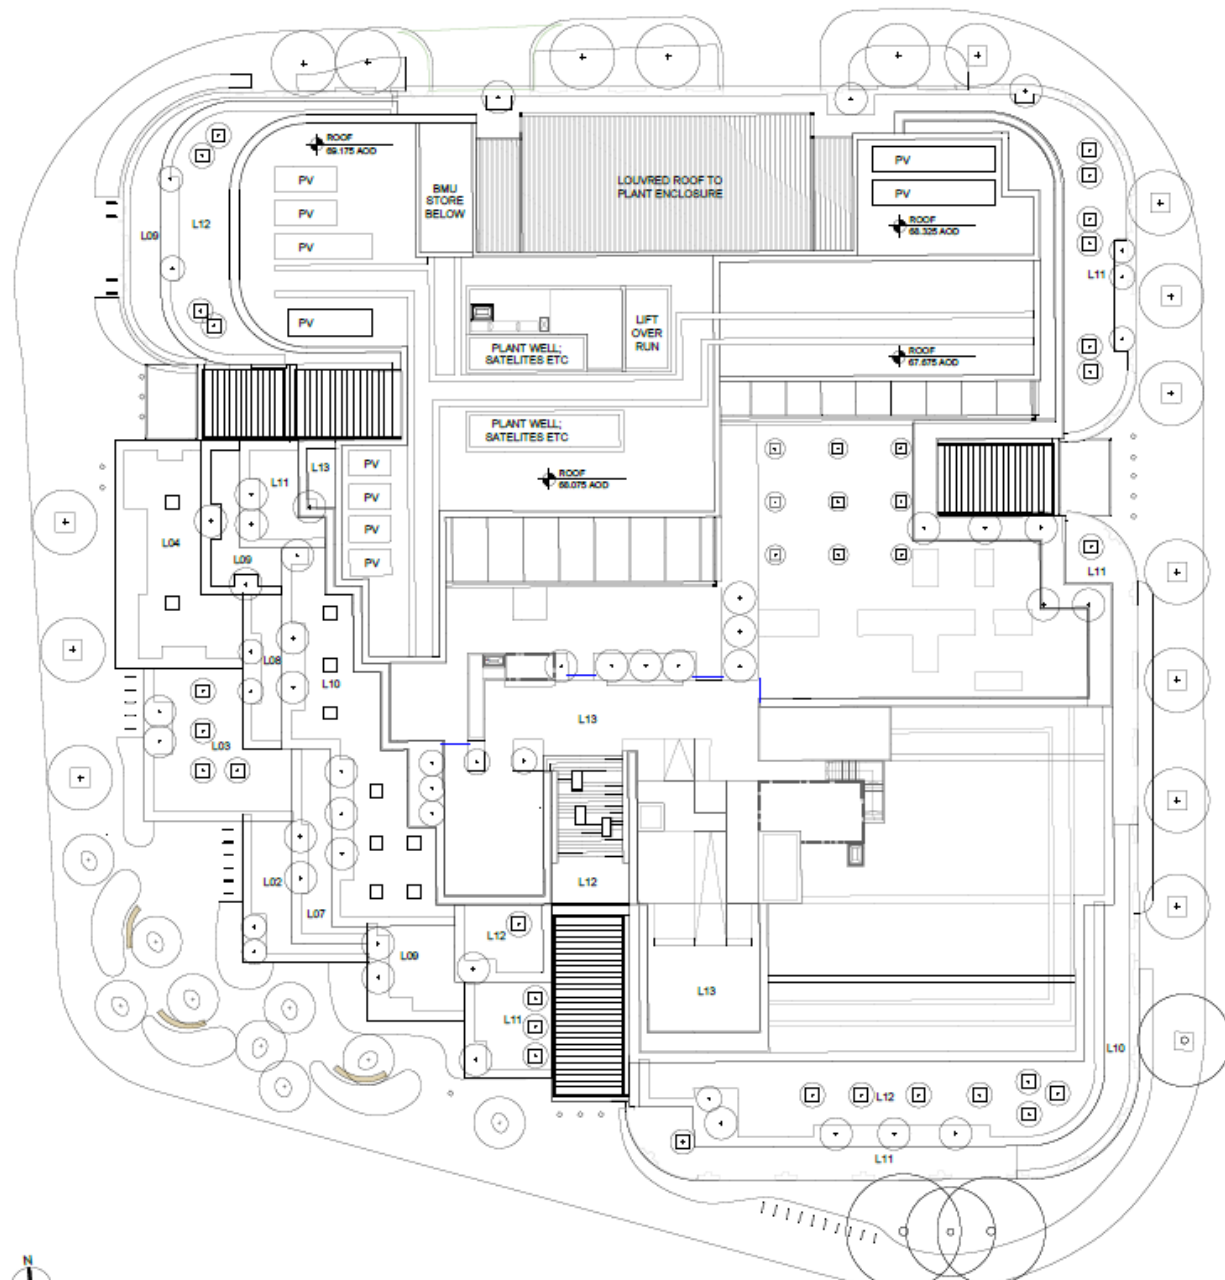 ROOF
69.175 AOD
PV
PV
PV
PV
BMU
STORE
BELOW
LOUVRED ROOF TO
PLANT ENCLOSURE
PV
PV
ROOF
68.325 AOD
L09
L12
L11
LIFT
OVER
RUN
PLANT WELL;
SATELITES ETC
ROOF
67.675 AOD
PLANT WELL;
SATELITES ETC
ROOF
68.075 AOD
L13
L11
PV
PV
PV
PV
L04
L09
L11
L08
L10
L03
L13
L02
L07
L12
L12
L09
L13
L11
L10
L12
L11
N